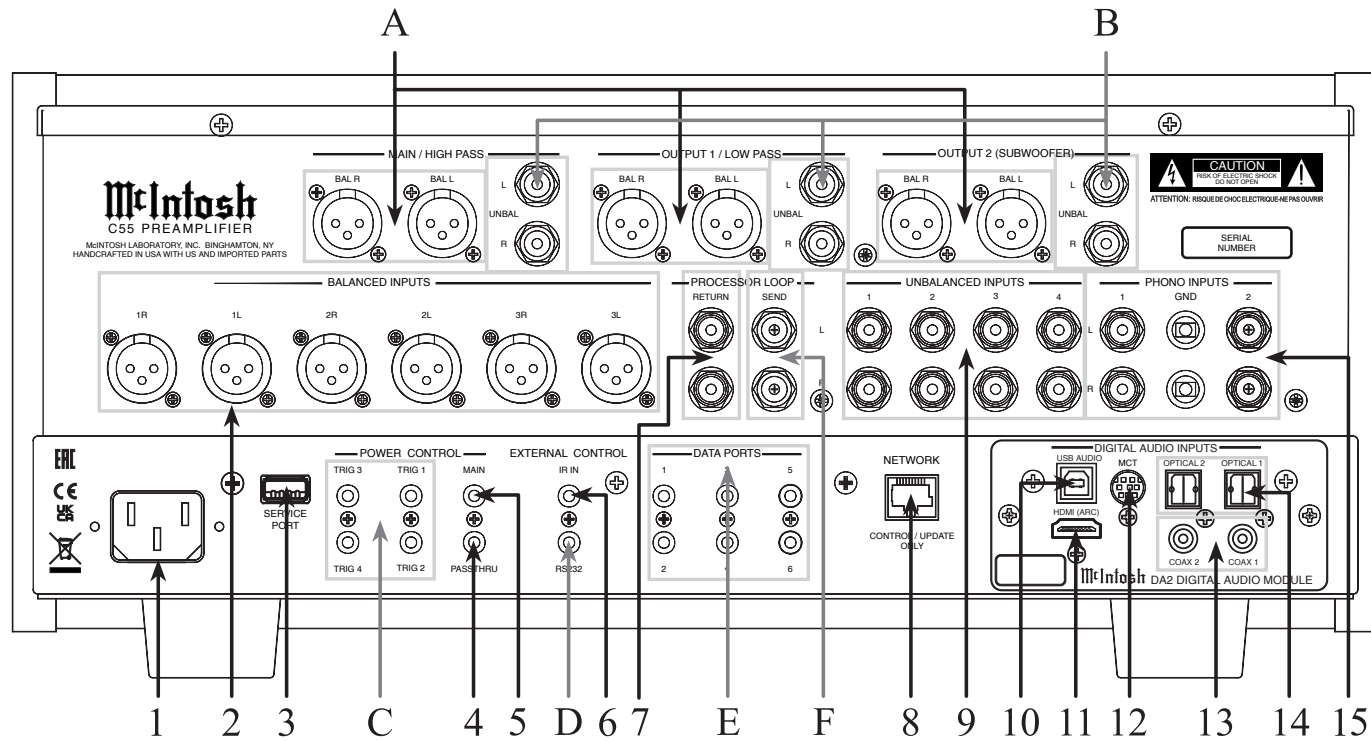 A B
MAIN / HIGH PASS OUTPUT 1 / LOW PASS OUTPUT 2 (SUBWOOFER)
BAL R BAL L L UNBAL R
BAL R BAL L L UNBAL R
BAL R BAL L L UNBAL R
CAUTION
RISK OF ELECTRIC SHOCK
DO NOT OPEN
ATTENTION: RISQUE DE CHOC ELECTRIQUE-NE PAS OUVRIR
McIntosh
C55 PREAMPLIFIER
McINTOSH LABORATORY, INC. BINGHAMTON, NY
HANDCRAFTED IN USA WITH US AND IMPORTED PARTS
SERIAL
NUMBER
BALANCED INPUTS
1R 1L 2R 2L 3R 3L
PROCESSOR LOOP
RETURN SEND
L
R
UNBALANCED INPUTS
1 2 3 4
PHONO INPUTS
1 GND 2
L
R
EAC
CE
UK
CA
SERVICE
PORT
POWER CONTROL
TRIG 3 TRIG 1 MAIN
TRIG 4 TRIG 2 PASSTHRU
EXTERNAL CONTROL
IR IN
RS232
DATA PORTS
1 3 5
2 4 6
NETWORK
CONTROL / UPDATE
ONLY
DIGITAL AUDIO INPUTS
USB AUDIO MCT OPTICAL 2 OPTICAL 1
HDMI (ARC)
COAX 2 COAX 1
McIntosh DA2 DIGITAL AUDIO MODULE
1 2 3 C 4 5 D 6 7 E F 8 9 10 11 12 13 14 15